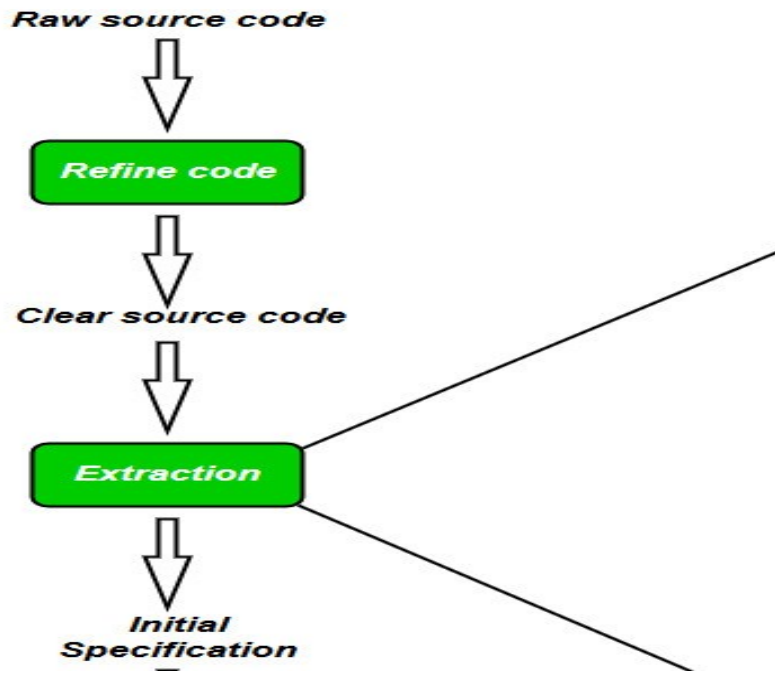 Raw source code
Refine code
Clear source code
Extraction
Initial
Specification